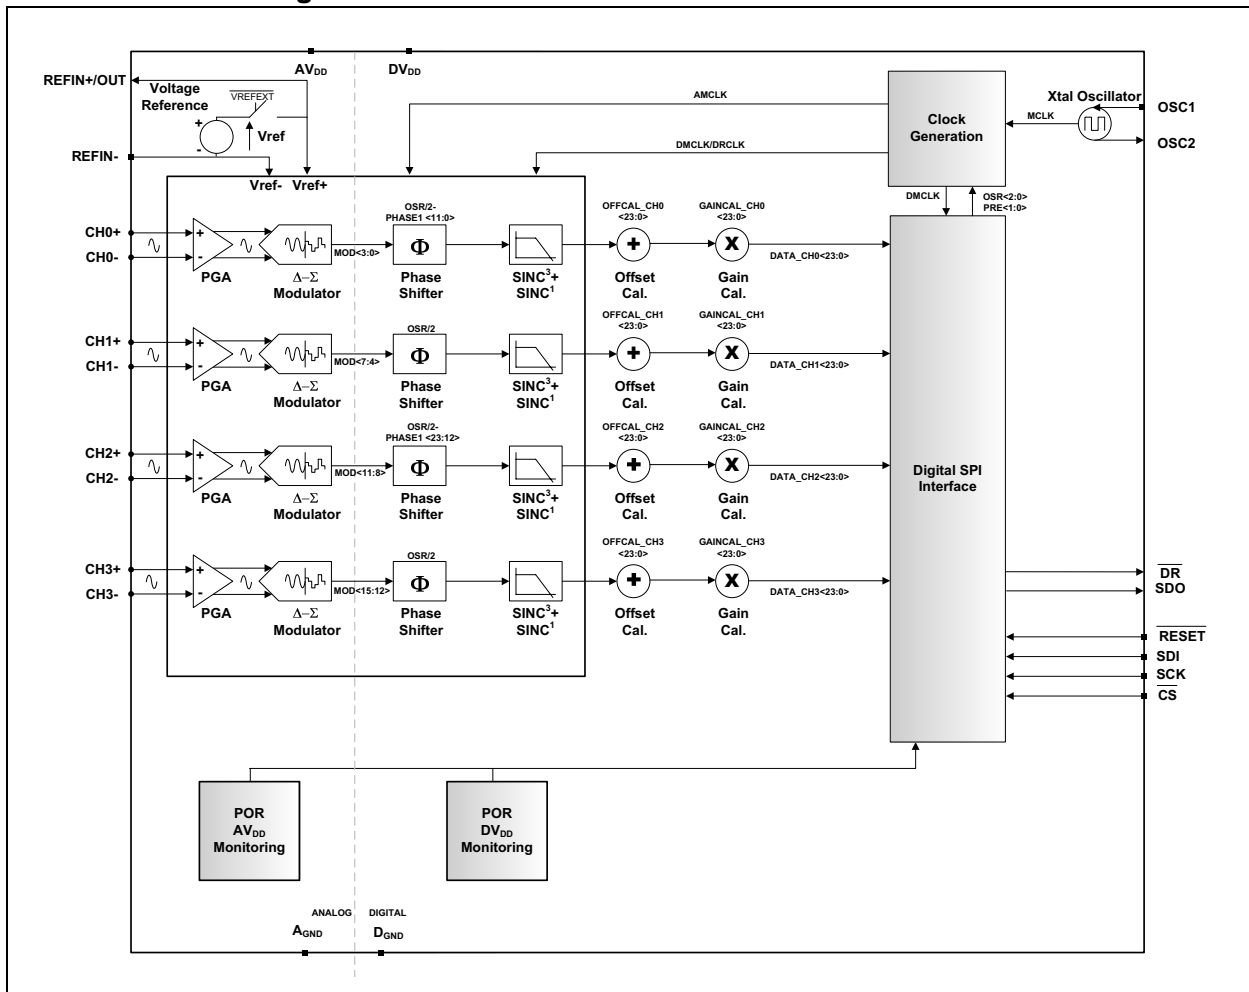 AVDD
DVDD
REFIN+/OUT
Voltage
Reference
VREFEXT
+
-
Vref
REFIN-
Vref- Vref+
AMCLK
DMCLK/DRCLK
Clock
Generation
Xtal Oscillator
MCLK
OSC1
OSC2
DMCLK
OSR<2:0>
PRE<1:0>
CH0+
CH0-
+
-
PGA
Δ–Σ
Modulator
MOD<3:0>
OSR/2-
PHASE1 <11:0>
Φ
Phase
Shifter
SINC3+
SINC1
OFFCAL_CH0
<23:0>
+
Offset
Cal.
GAINCAL_CH0
<23:0>
X
Gain
Cal.
DATA_CH0<23:0>
CH1+
CH1-
+
-
PGA
Δ–Σ
Modulator
MOD<7:4>
OSR/2
Φ
Phase
Shifter
SINC3+
SINC1
OFFCAL_CH1
<23:0>
+
Offset
Cal.
GAINCAL_CH1
<23:0>
X
Gain
Cal.
DATA_CH1<23:0>
CH2+
CH2-
+
-
PGA
Δ–Σ
Modulator
MOD<11:8>
OSR/2-
PHASE1 <23:12>
Φ
Phase
Shifter
SINC3+
SINC1
OFFCAL_CH2
<23:0>
+
Offset
Cal.
GAINCAL_CH2
<23:0>
X
Gain
Cal.
DATA_CH2<23:0>
CH3+
CH3-
+
-
PGA
Δ–Σ
Modulator
MOD<15:12>
OSR/2
Φ
Phase
Shifter
SINC3+
SINC1
OFFCAL_CH3
<23:0>
+
Offset
Cal.
GAINCAL_CH3
<23:0>
X
Gain
Cal.
DATA_CH3<23:0>
Digital SPI
Interface
DR
SDO
RESET
SDI
SCK
CS
POR
AVDD
Monitoring
POR
DVDD
Monitoring
ANALOG
DIGITAL
AGND
DGND